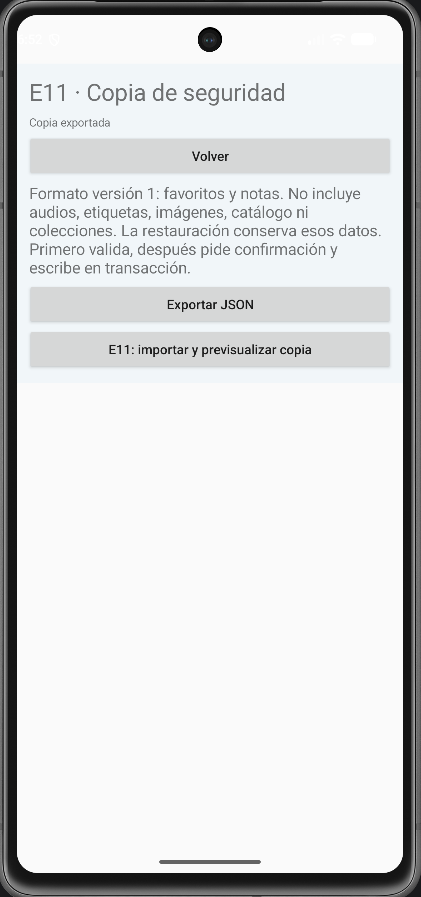 E11 · Copia de seguridad
Copia exportada
Volver
Formato versión 1: favoritos y notas. No incluye
audios, etiquetas, imágenes, catálogo ni
colecciones. La restauración conserva esos datos.
Primero valida, después pide confirmación y
escribe en transacción.
Exportar JSON
E11: importar y previsualizar copia